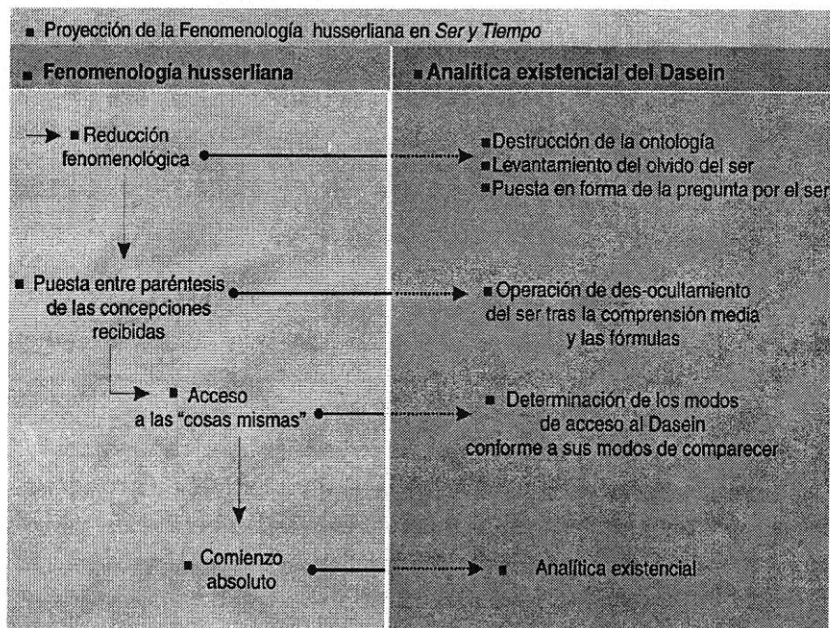 ▪ Proyección de la Fenomenología husserliana en Ser y Tiempo
▪ Fenomenología husserliana
▪ Analítica existencial del Dasein
▪ Reducción
fenomenológica
▪ Destrucción de la ontología
▪ Levantamiento del olvido del ser
▪ Puesta en forma de la pregunta por el ser
▪ Puesta entre paréntesis
de las concepciones
recibidas
▪ Operación de des-ocultamiento
del ser tras la comprensión media
y las fórmulas
▪ Acceso
a las "cosas mismas"
▪ Determinación de los modos
de acceso al Dasein
conforme a sus modos de comparecer
▪ Comienzo
absoluto
▪ Analítica existencial